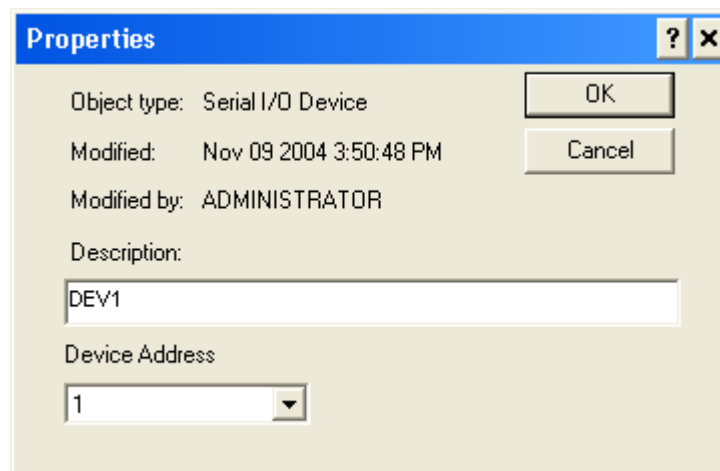 Properties
? ×
Object type: Serial I/O Device
OK
Modified: Nov 09 2004 3:50:48 PM
Cancel
Modified by: ADMINISTRATOR
Description:
DEV1
Device Address
1